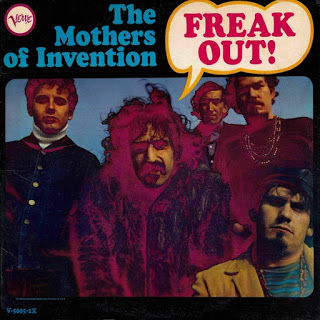 Verve
The
Mothers
of Invention
FREAK
OUT!
V-5005-2X